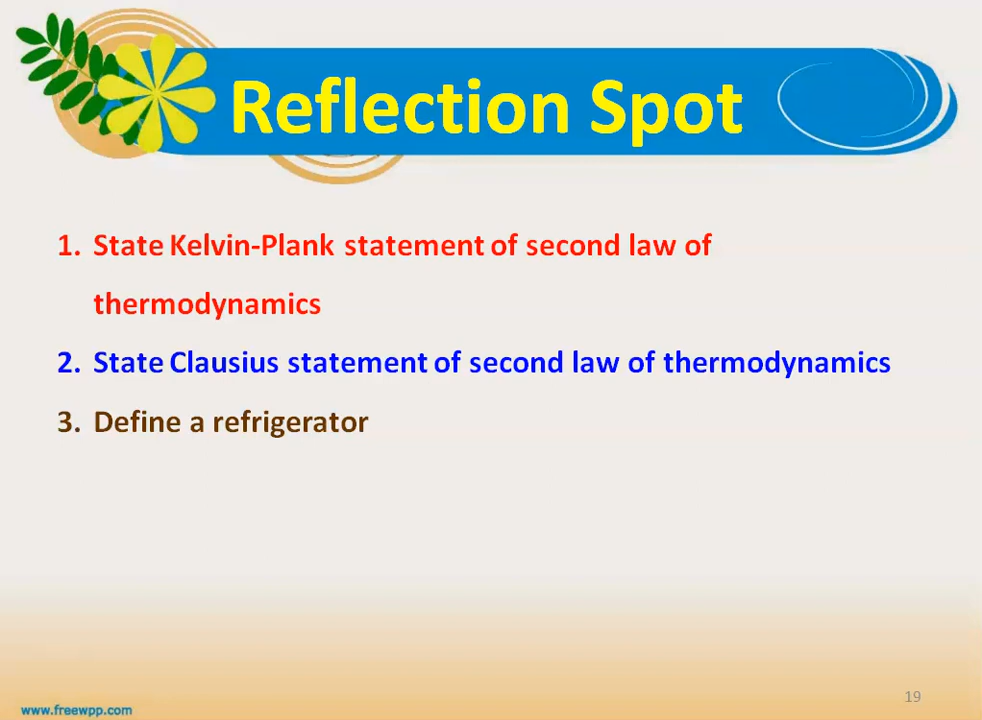 Reflection Spot
1. State Kelvin-Plank statement of second law of
thermodynamics
2. State Clausius statement of second law of thermodynamics
3. Define a refrigerator
19
www.freewpp.com